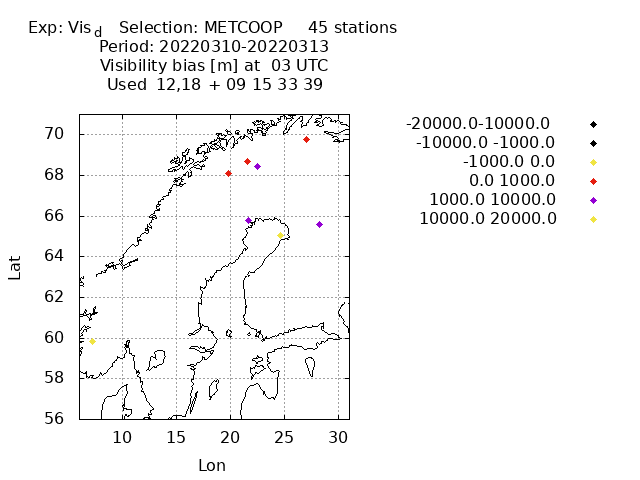 Exp: Vis_d   Selection: METCOOP     45 stations
Period: 20220310-20220313
Visibility bias [m] at  03 UTC
Used  12,18 + 09 15 33 39
-20000.0-10000.0
-10000.0 -1000.0
-1000.0 0.0
0.0 1000.0
1000.0 10000.0
10000.0 20000.0
70
68
66
64
62
60
58
56
Lat
10 15 20 25 30
Lon